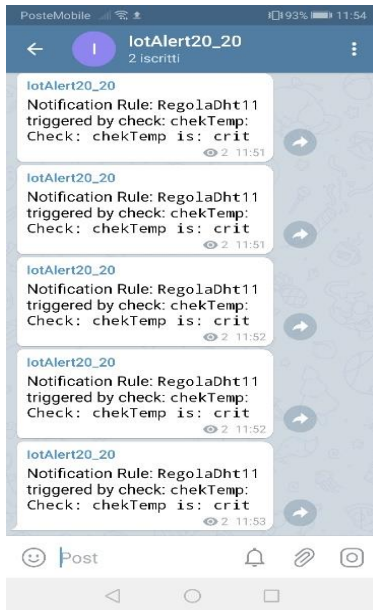 PosteMobile 93% 11:54
I IotAlert20_20
2 iscritti
IotAlert20_20
Notification Rule: RegolaDht11
triggered by check: chekTemp:
Check: chekTemp is: crit
2 11:51
IotAlert20_20
Notification Rule: RegolaDht11
triggered by check: chekTemp:
Check: chekTemp is: crit
2 11:51
IotAlert20_20
Notification Rule: RegolaDht11
triggered by check: chekTemp:
Check: chekTemp is: crit
2 11:52
IotAlert20_20
Notification Rule: RegolaDht11
triggered by check: chekTemp:
Check: chekTemp is: crit
2 11:52
IotAlert20_20
Notification Rule: RegolaDht11
triggered by check: chekTemp:
Check: chekTemp is: crit
2 11:53
Post